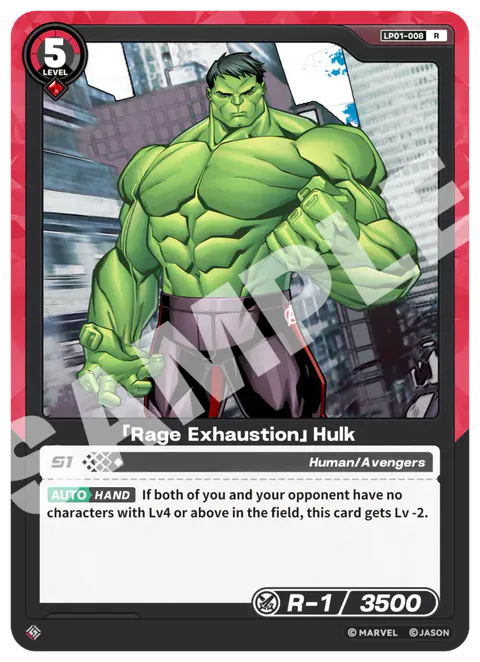 5
LEVEL
LP01-008 R
SAMPLE
「Rage Exhaustion」 Hulk
S1
Human/Avengers
AUTO HAND If both of you and your opponent have no
characters with Lv4 or above in the field, this card gets Lv -2.
R-1 / 3500
©MARVEL ©JASON